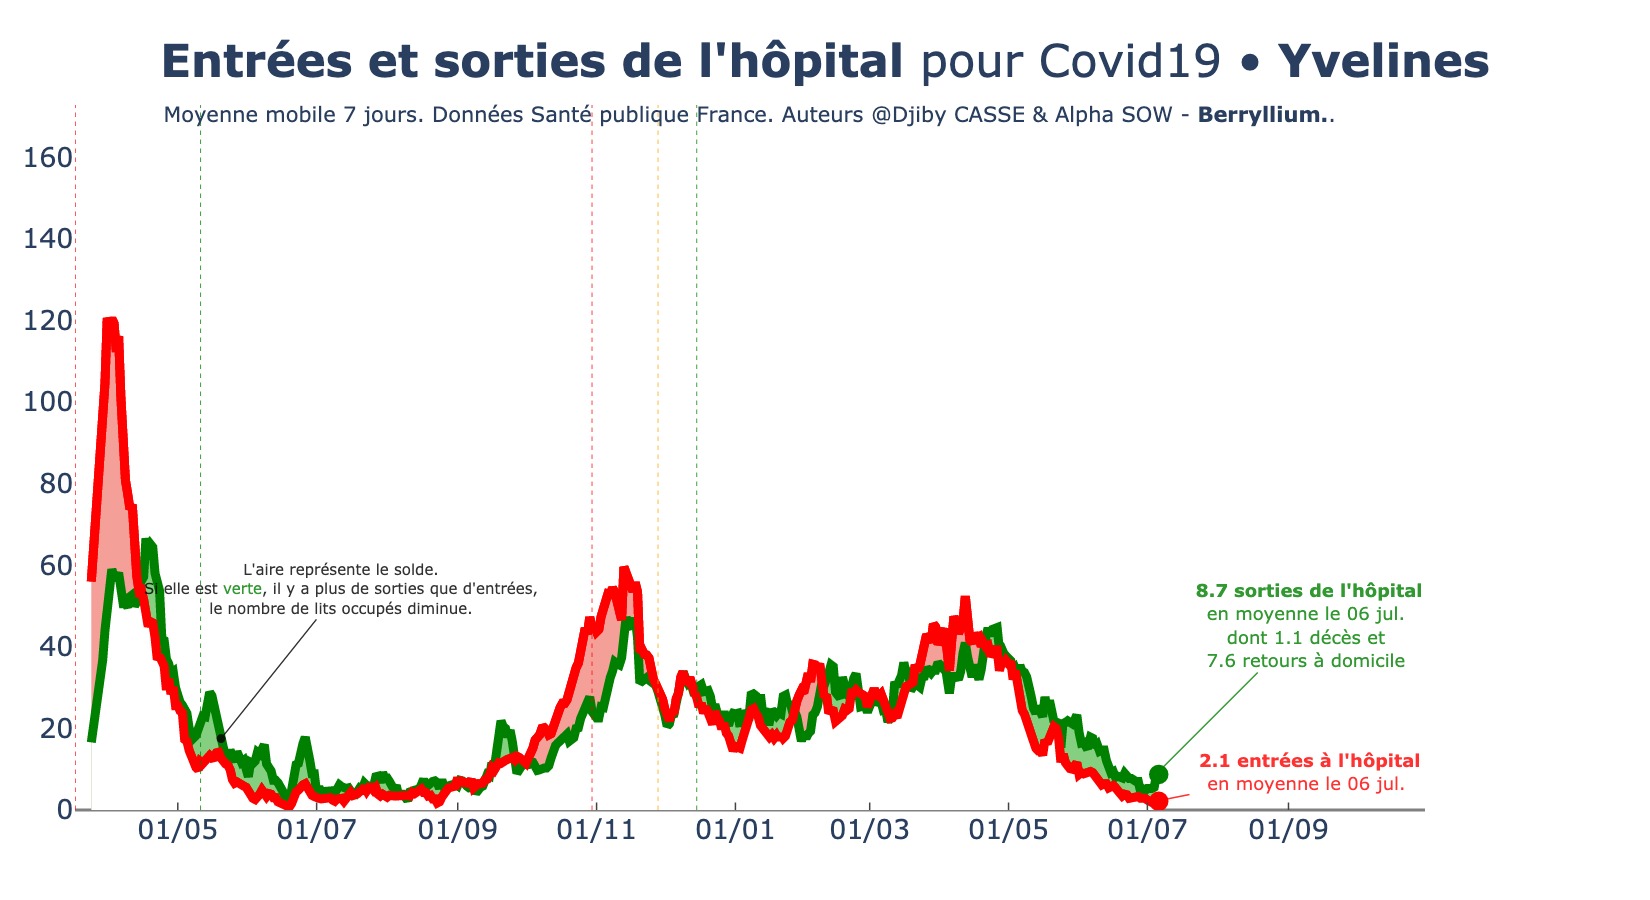 Entrées et sorties de l'hôpital pour Covid19 • Yvelines
Moyenne mobile 7 jours. Données Santé publique France. Auteurs @Djiby CASSE & Alpha SOW - Berryllium..
160
140
120
100
80
60
40
20
0
L'aire représente le solde.
Si elle est verte, il y a plus de sorties que d'entrées,
le nombre de lits occupés diminue.
8.7 sorties de l'hôpital
en moyenne le 06 jul.
dont 1.1 décès et
7.6 retours à domicile
2.1 entrées à l'hôpital
en moyenne le 06 jul.
01/05 01/07 01/09 01/11 01/01 01/03 01/05 01/07 01/09